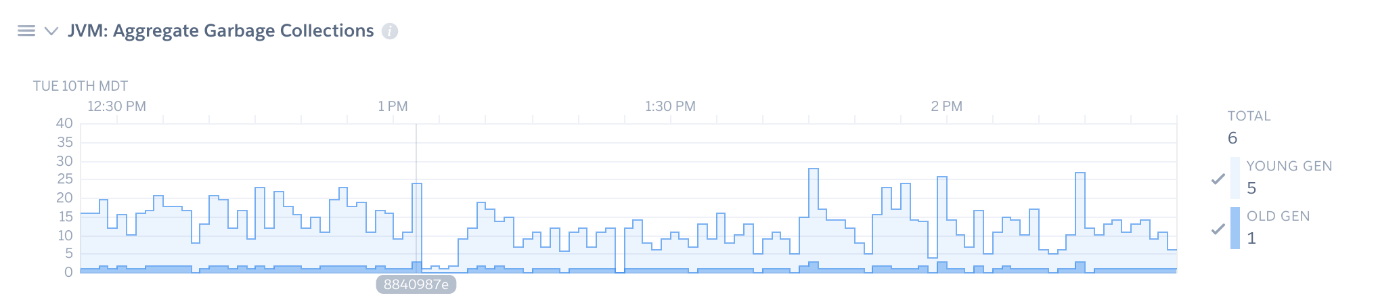 JVM: Aggregate Garbage Collections i
TUE 10TH MDT
12:30 PM 1 PM 1:30 PM 2 PM
40
35
30
25
20
15
10
5
0
8840987e
TOTAL
6
YOUNG GEN
5
OLD GEN
1